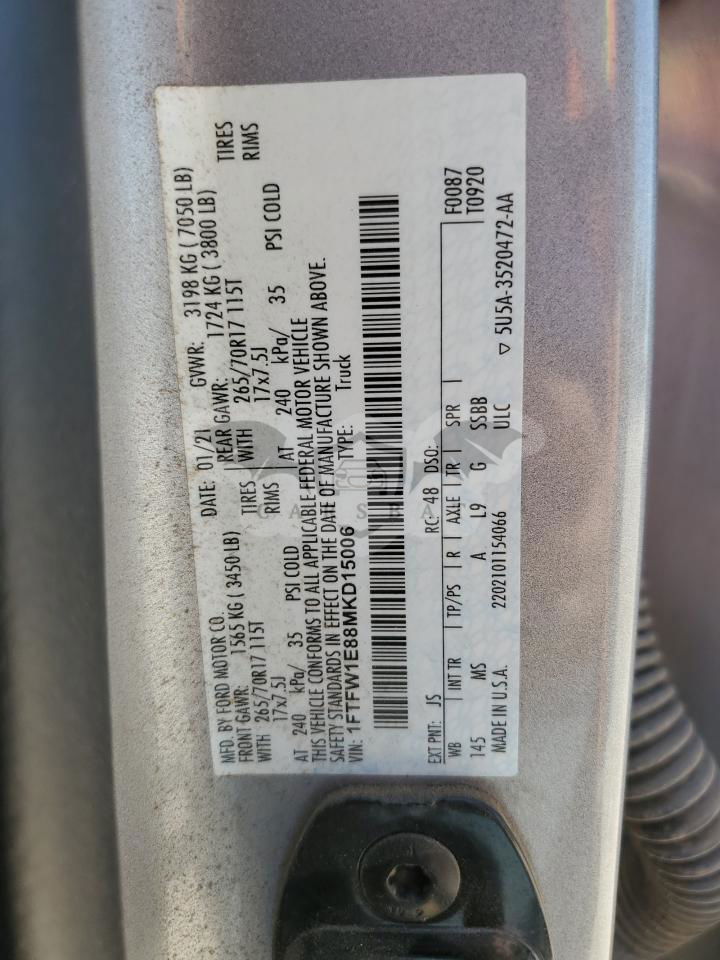 MFD. BY FORD MOTOR CO. DATE: 01/21 GVWR: 3198 KG ( 7050 LB)
FRONT GAWR: 1565 KG ( 3450 LB) REAR GAWR: 1724 KG ( 3800 LB)
WITH 265/70R17 115T TIRES WITH 265/70R17 115T TIRES
17x7.5J RIMS 17x7.5J RIMS
AT 240 kPa/ 35 PSI COLD AT 240 kPa/ 35 PSI COLD
THIS VEHICLE CONFORMS TO ALL APPLICABLE FEDERAL MOTOR VEHICLE
SAFETY STANDARDS IN EFFECT ON THE DATE OF MANUFACTURE SHOWN ABOVE.
VIN: 1FTFW1E88MKD15006 TYPE: Truck
F0087
EXT PNT: JS RC: 48 DSO: T0920
WB INT TR TP/PS R AXLE TR SPR
145 MS A L9 G SSBB
MADE IN U.S.A. 2202101154066 ULC ▽ 5U5A-3520472-AA